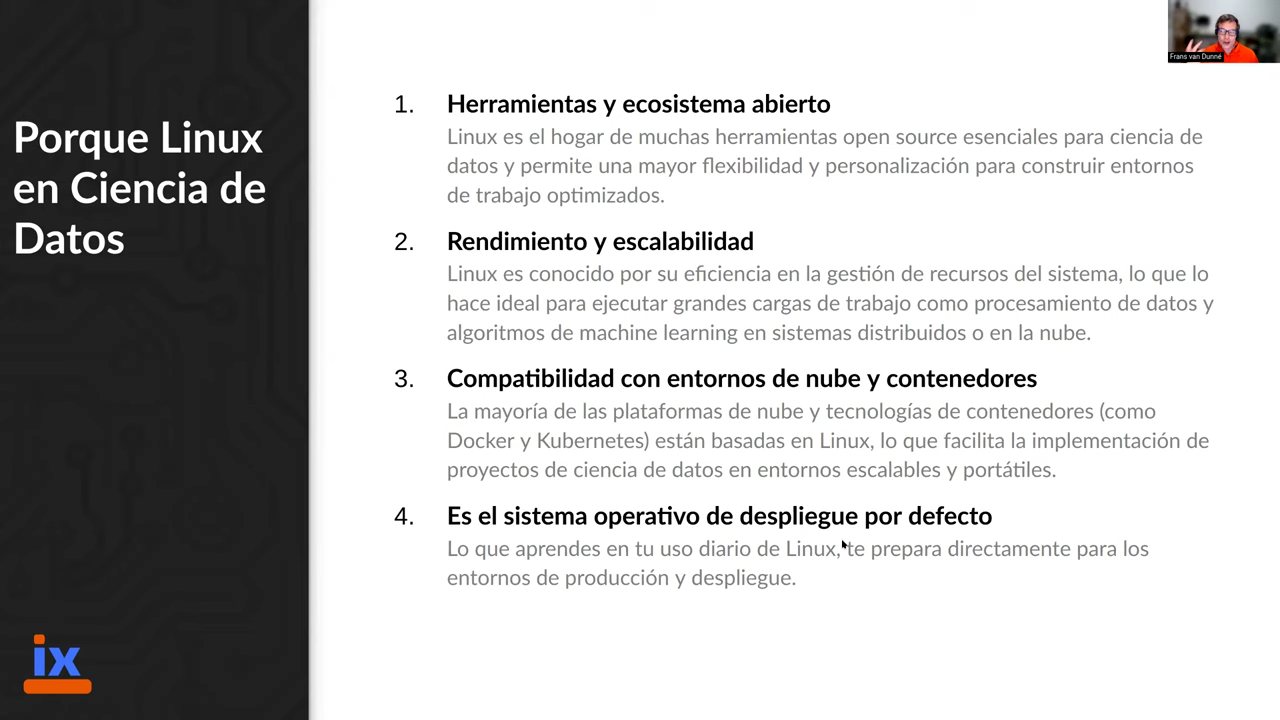 Porque Linux
en Ciencia de
Datos
1. Herramientas y ecosistema abierto
Linux es el hogar de muchas herramientas open source esenciales para ciencia de
datos y permite una mayor flexibilidad y personalización para construir entornos
de trabajo optimizados.
2. Rendimiento y escalabilidad
Linux es conocido por su eficiencia en la gestión de recursos del sistema, lo que lo
hace ideal para ejecutar grandes cargas de trabajo como procesamiento de datos y
algoritmos de machine learning en sistemas distribuidos o en la nube.
3. Compatibilidad con entornos de nube y contenedores
La mayoría de las plataformas de nube y tecnologías de contenedores (como
Docker y Kubernetes) están basadas en Linux, lo que facilita la implementación de
proyectos de ciencia de datos en entornos escalables y portátiles.
4. Es el sistema operativo de despliegue por defecto
Lo que aprendes en tu uso diario de Linux, te prepara directamente para los
entornos de producción y despliegue.
ix
Frans van Dunné